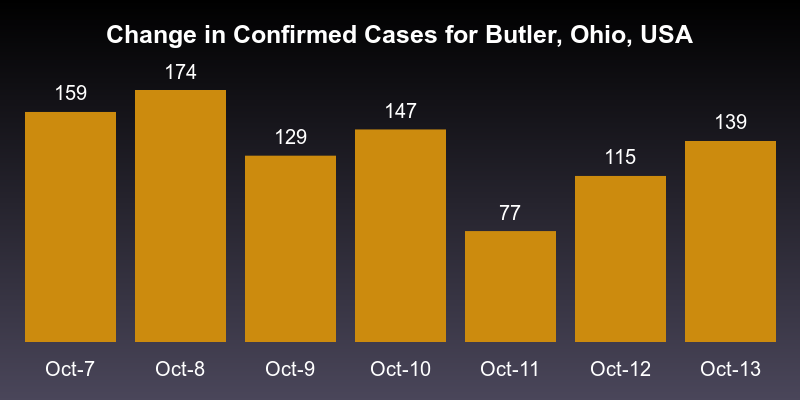 Change in Confirmed Cases for Butler, Ohio, USA
159
174
129
147
77
115
139
Oct-7
Oct-8
Oct-9
Oct-10
Oct-11
Oct-12
Oct-13